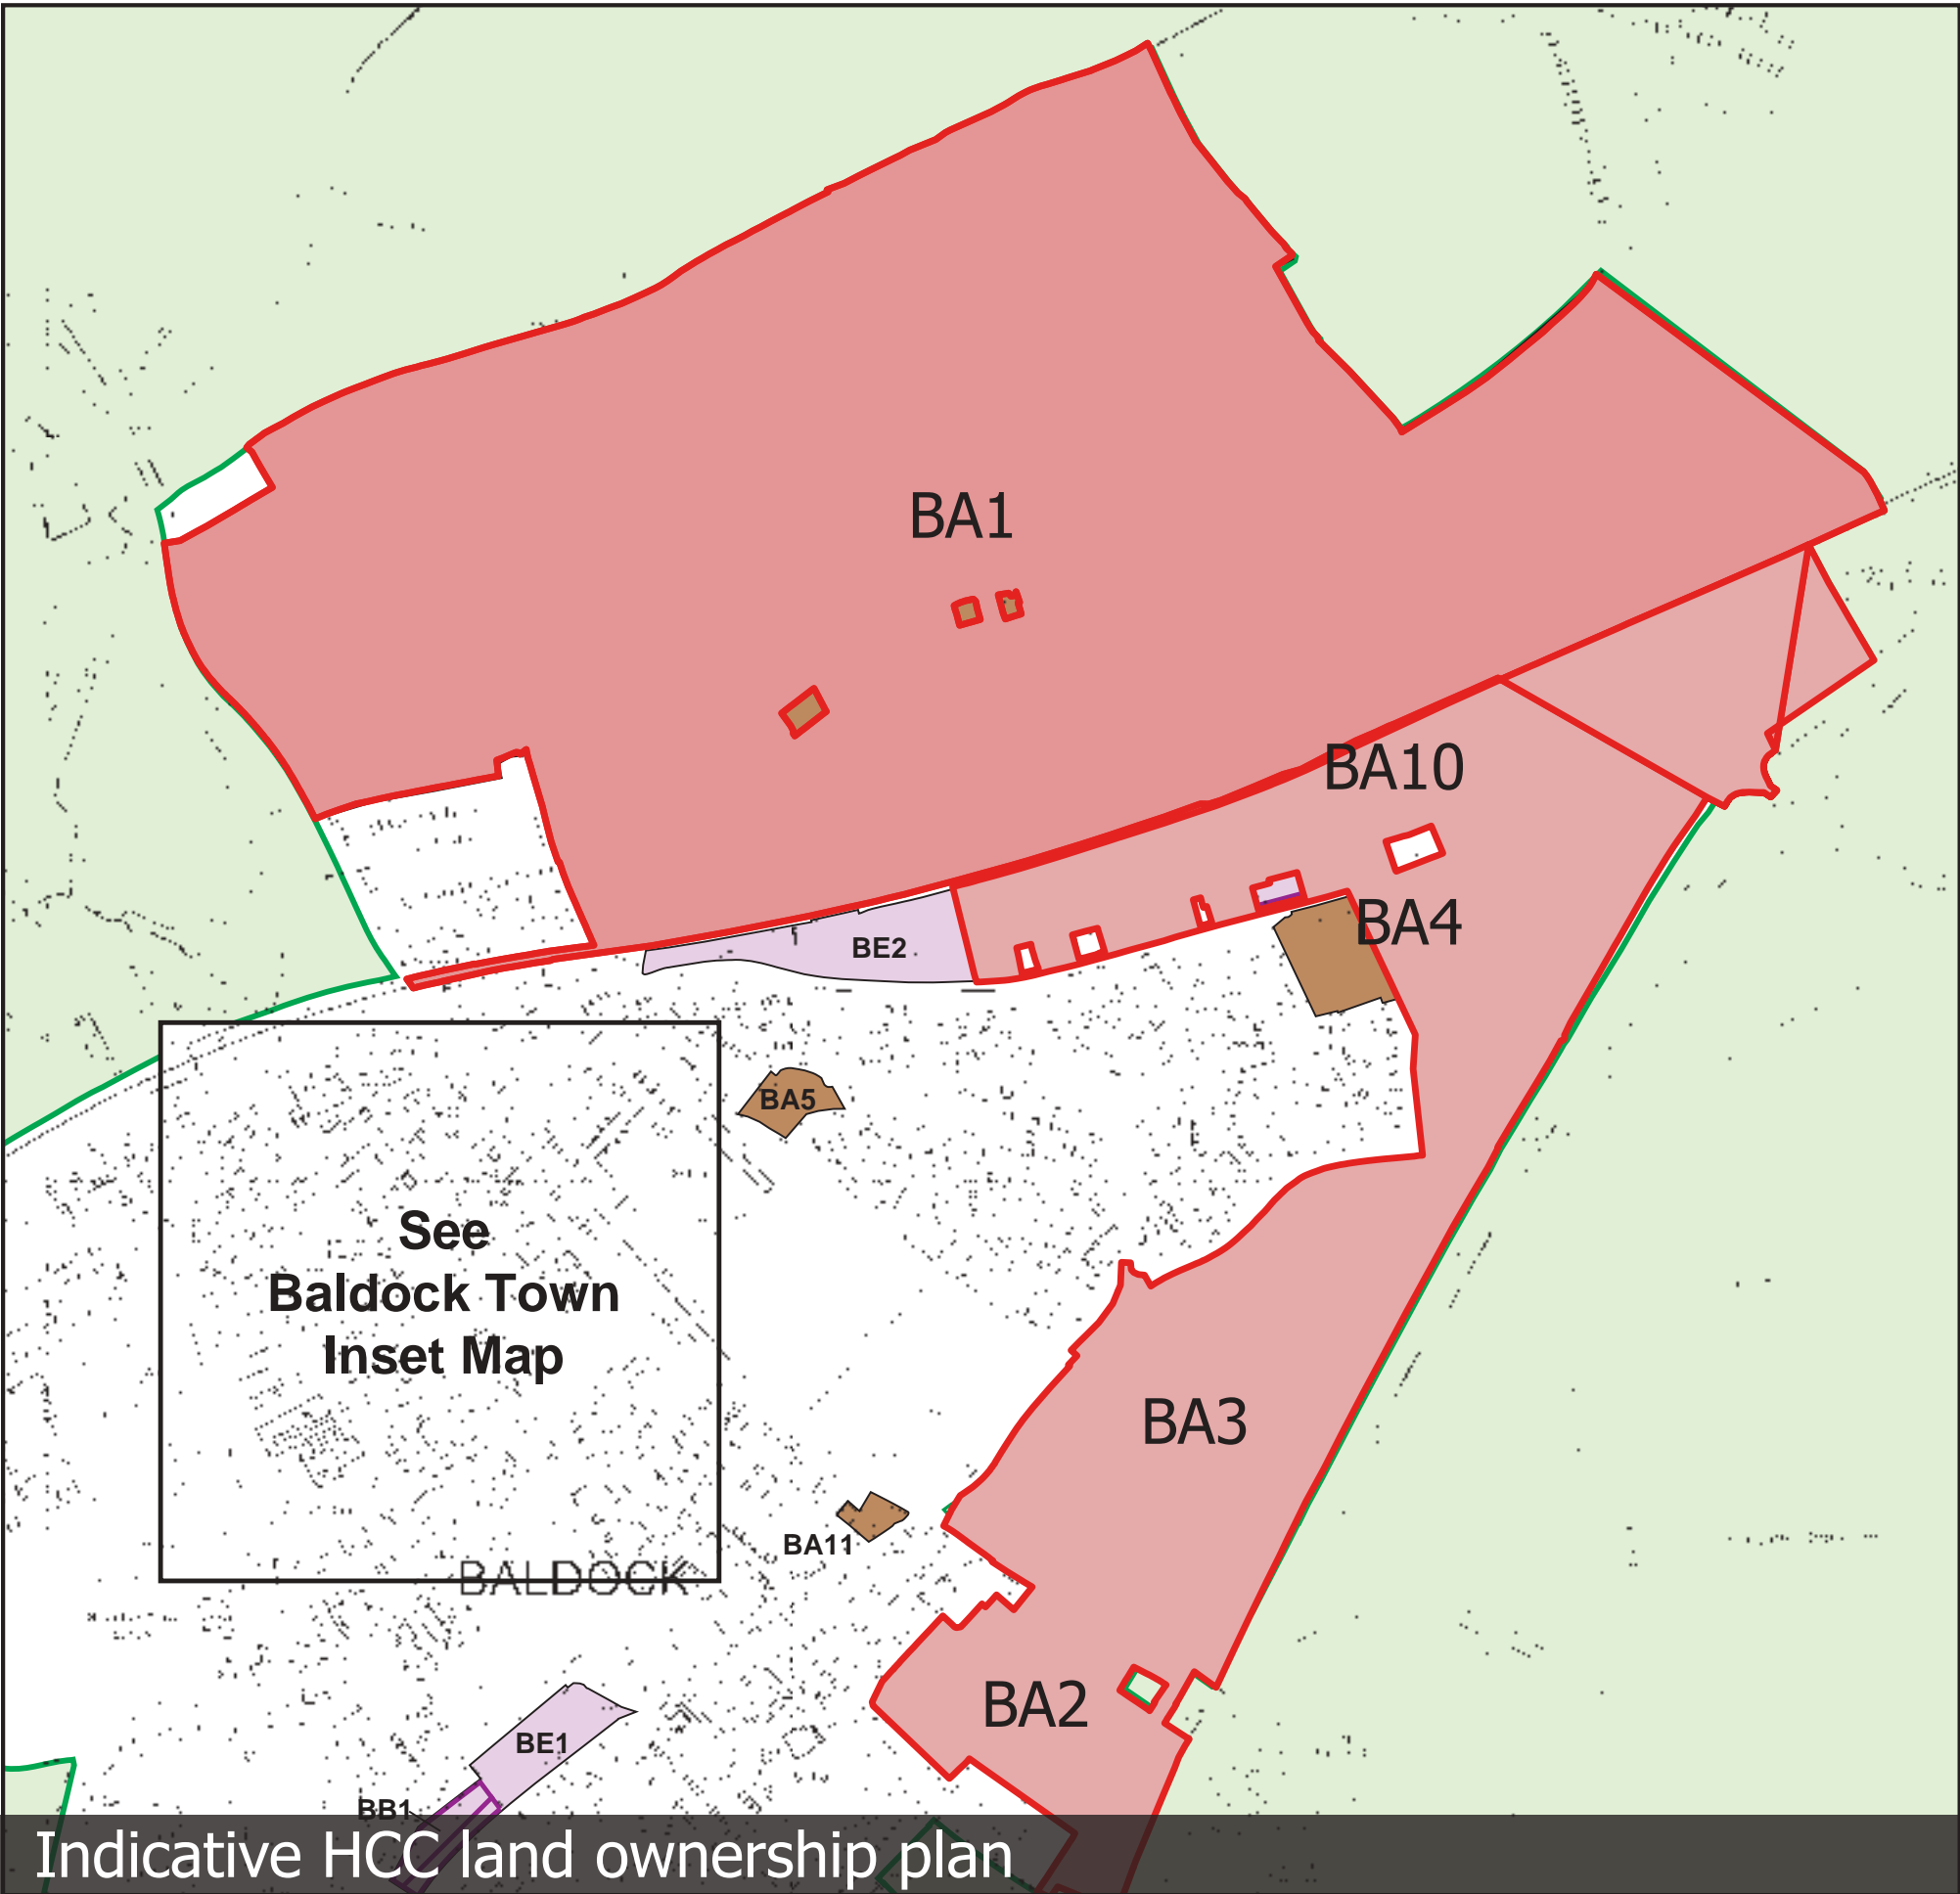 BA1
BA10
BA4
BE2
BA5
See
Baldock Town
Inset Map
BA3
BA11
BALDOCK
BA2
BE1
BB1
Indicative HCC land ownership plan